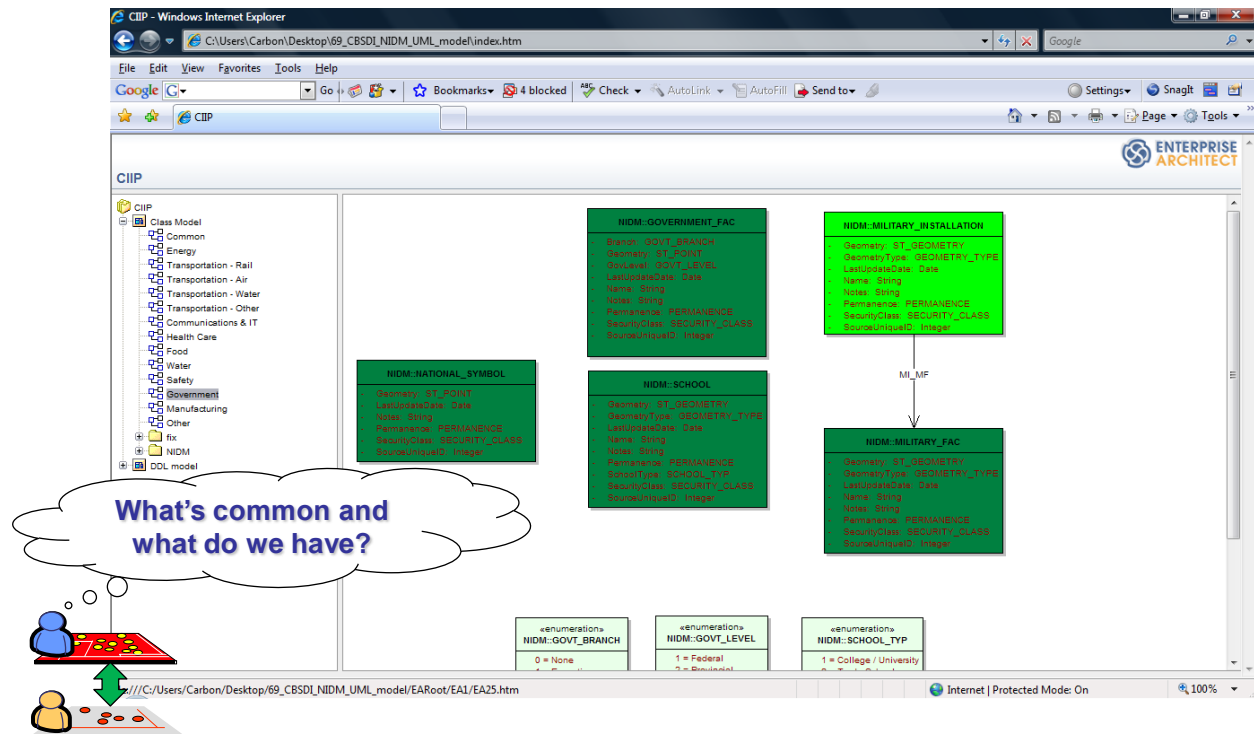 CIIP - Windows Internet Explorer
C:\Users\Carbon\Desktop\69_CBSDI_NIDM_UML_model\index.htm
Google
File Edit View Favorites Tools Help
Google G Go Bookmarks 4 blocked Check AutoLink AutoFill Send to Settings SnagIt
CIIP Page Tools
ENTERPRISE
ARCHITECT
CIIP
CIIP
Class Model
Common
Energy
Transportation - Rail
Transportation - Air
Transportation - Water
Transportation - Other
Communications & IT
Health Care
Food
Water
Safety
Government
Manufacturing
Other
fix
NIDM
DDL model
NIDM::GOVERNMENT_FAC
- Branch: GOVT_BRANCH
- Geometry: ST_POINT
- GovLevel: GOVT_LEVEL
- LastUpdateDate: Date
- Name: String
- Notes: String
- Permanence: PERMANENCE
- SecurityClass: SECURITY_CLASS
- SourceUniqueID: Integer
NIDM::MILITARY_INSTALLATION
- Geometry: ST_GEOMETRY
- GeometryType: GEOMETRY_TYPE
- LastUpdateDate: Date
- Name: String
- Notes: String
- Permanence: PERMANENCE
- SecurityClass: SECURITY_CLASS
- SourceUniqueID: Integer
MI_MF
NIDM::NATIONAL_SYMBOL
- Geometry: ST_POINT
- LastUpdateDate: Date
- Notes: String
- Permanence: PERMANENCE
- SecurityClass: SECURITY_CLASS
- SourceUniqueID: Integer
NIDM::SCHOOL
- Geometry: ST_GEOMETRY
- GeometryType: GEOMETRY_TYPE
- LastUpdateDate: Date
- Name: String
- Notes: String
- Permanence: PERMANENCE
- SchoolType: SCHOOL_TYP
- SecurityClass: SECURITY_CLASS
- SourceUniqueID: Integer
NIDM::MILITARY_FAC
- Geometry: ST_GEOMETRY
- GeometryType: GEOMETRY_TYPE
- LastUpdateDate: Date
- Name: String
- Notes: String
- Permanence: PERMANENCE
- SecurityClass: SECURITY_CLASS
- SourceUniqueID: Integer
What's common and
what do we have?
«enumeration»
NIDM::GOVT_BRANCH
0 = None
«enumeration»
NIDM::GOVT_LEVEL
1 = Federal
2 = Provincial
«enumeration»
NIDM::SCHOOL_TYP
1 = College / University
:///C:/Users/Carbon/Desktop/69_CBSDI_NIDM_UML_model/EARoot/EA1/EA25.htm
Internet | Protected Mode: On
100%